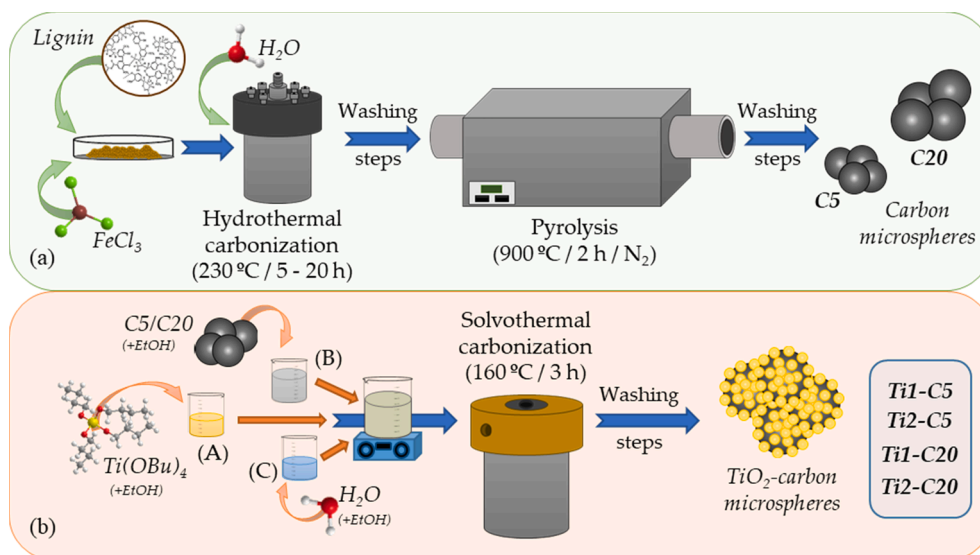 Lignin
H2O
FeCl3
(a)
Hydrothermal
carbonization
(230 ºC / 5 - 20 h)
Washing
steps
Pyrolysis
(900 ºC / 2 h / N2)
Washing
steps
C5
C20
Carbon
microspheres
C5/C20
(+EtOH)
(B)
Ti(OBu)4
(+EtOH)
(A)
(C)
H2O
(+EtOH)
(b)
Solvothermal
carbonization
(160 ºC / 3 h)
Washing
steps
TiO2-carbon
microspheres
Ti1-C5
Ti2-C5
Ti1-C20
Ti2-C20